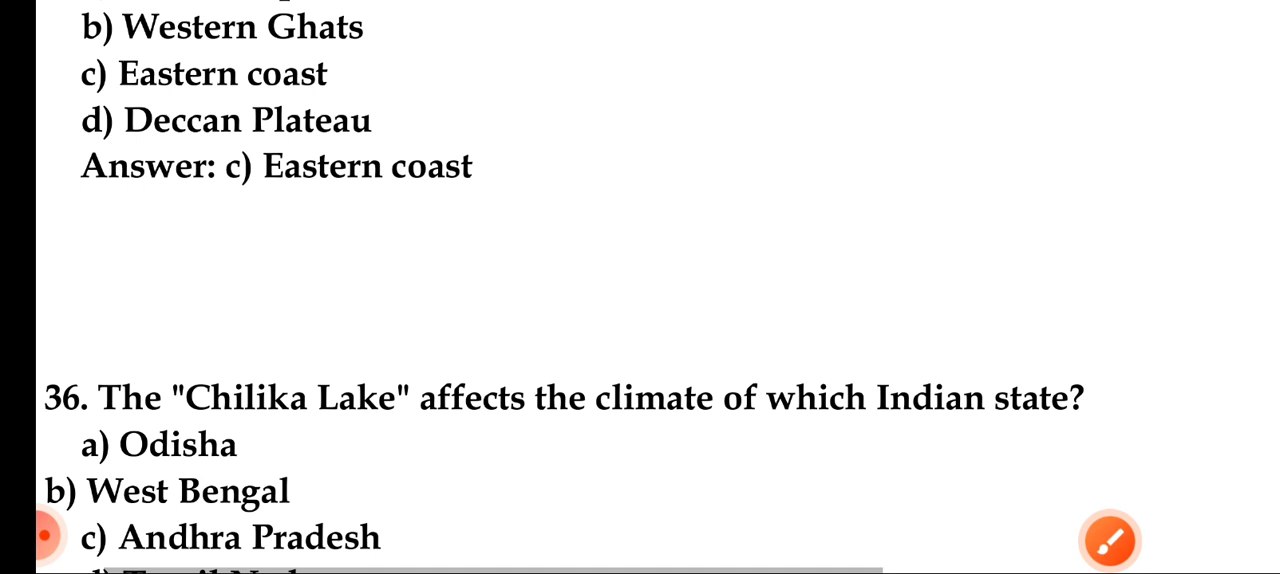 b) Western Ghats
c) Eastern coast
d) Deccan Plateau
Answer: c) Eastern coast
36. The "Chilika Lake" affects the climate of which Indian state?
a) Odisha
b) West Bengal
c) Andhra Pradesh